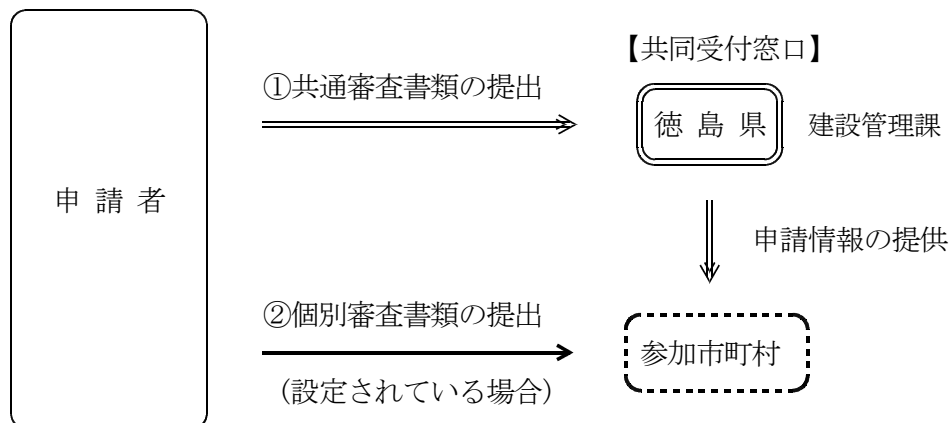 【共同受付窓口】
①共通審査書類の提出
徳 島 県 建設管理課
申 請 者
申請情報の提供
②個別審査書類の提出
参加市町村
（設定されている場合）